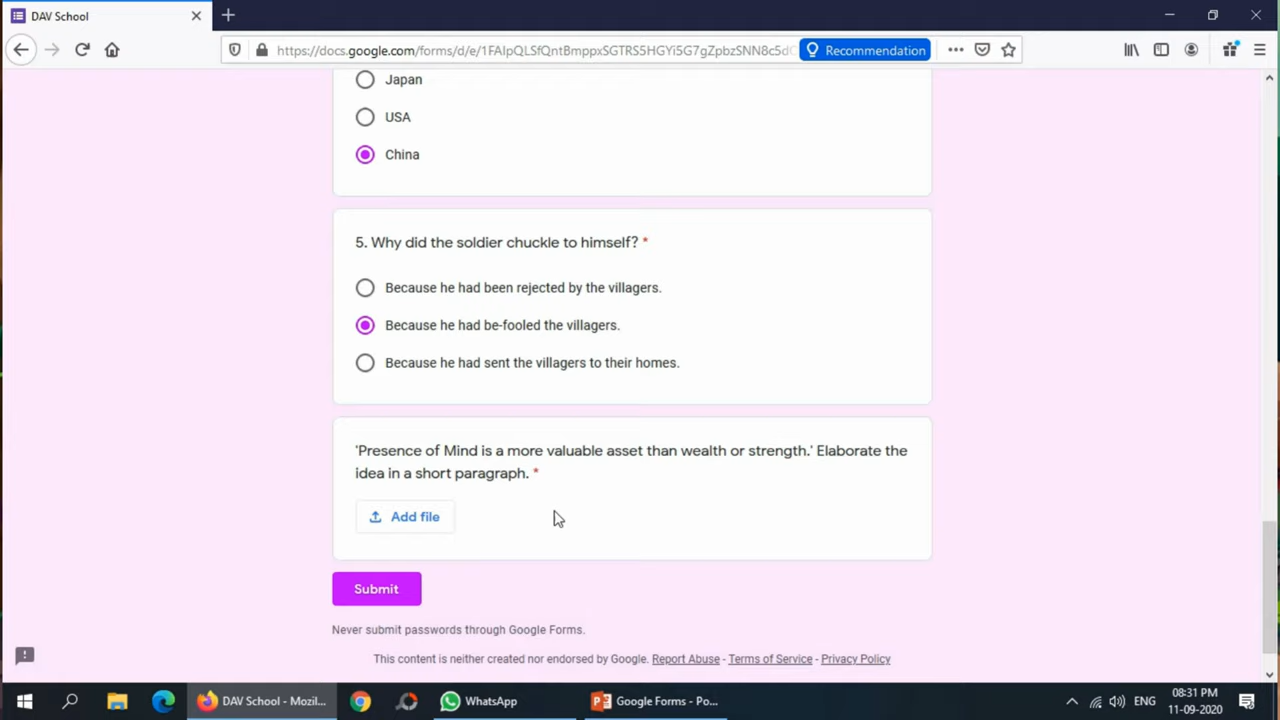 DAV School
https://docs.google.com/forms/d/e/1FAIpQLSfQntBmppxSGTRS5HGYi5G7gZpbzSNN8c5d
Recommendation
Japan
USA
China
5. Why did the soldier chuckle to himself? *
Because he had been rejected by the villagers.
Because he had be-fooled the villagers.
Because he had sent the villagers to their homes.
'Presence of Mind is a more valuable asset than wealth or strength.' Elaborate the
idea in a short paragraph. *
Add file
Submit
Never submit passwords through Google Forms.
This content is neither created nor endorsed by Google. Report Abuse - Terms of Service - Privacy Policy
DAV School - Mozil...
WhatsApp
Google Forms - Po...
ENG
08:31 PM
11-09-2020